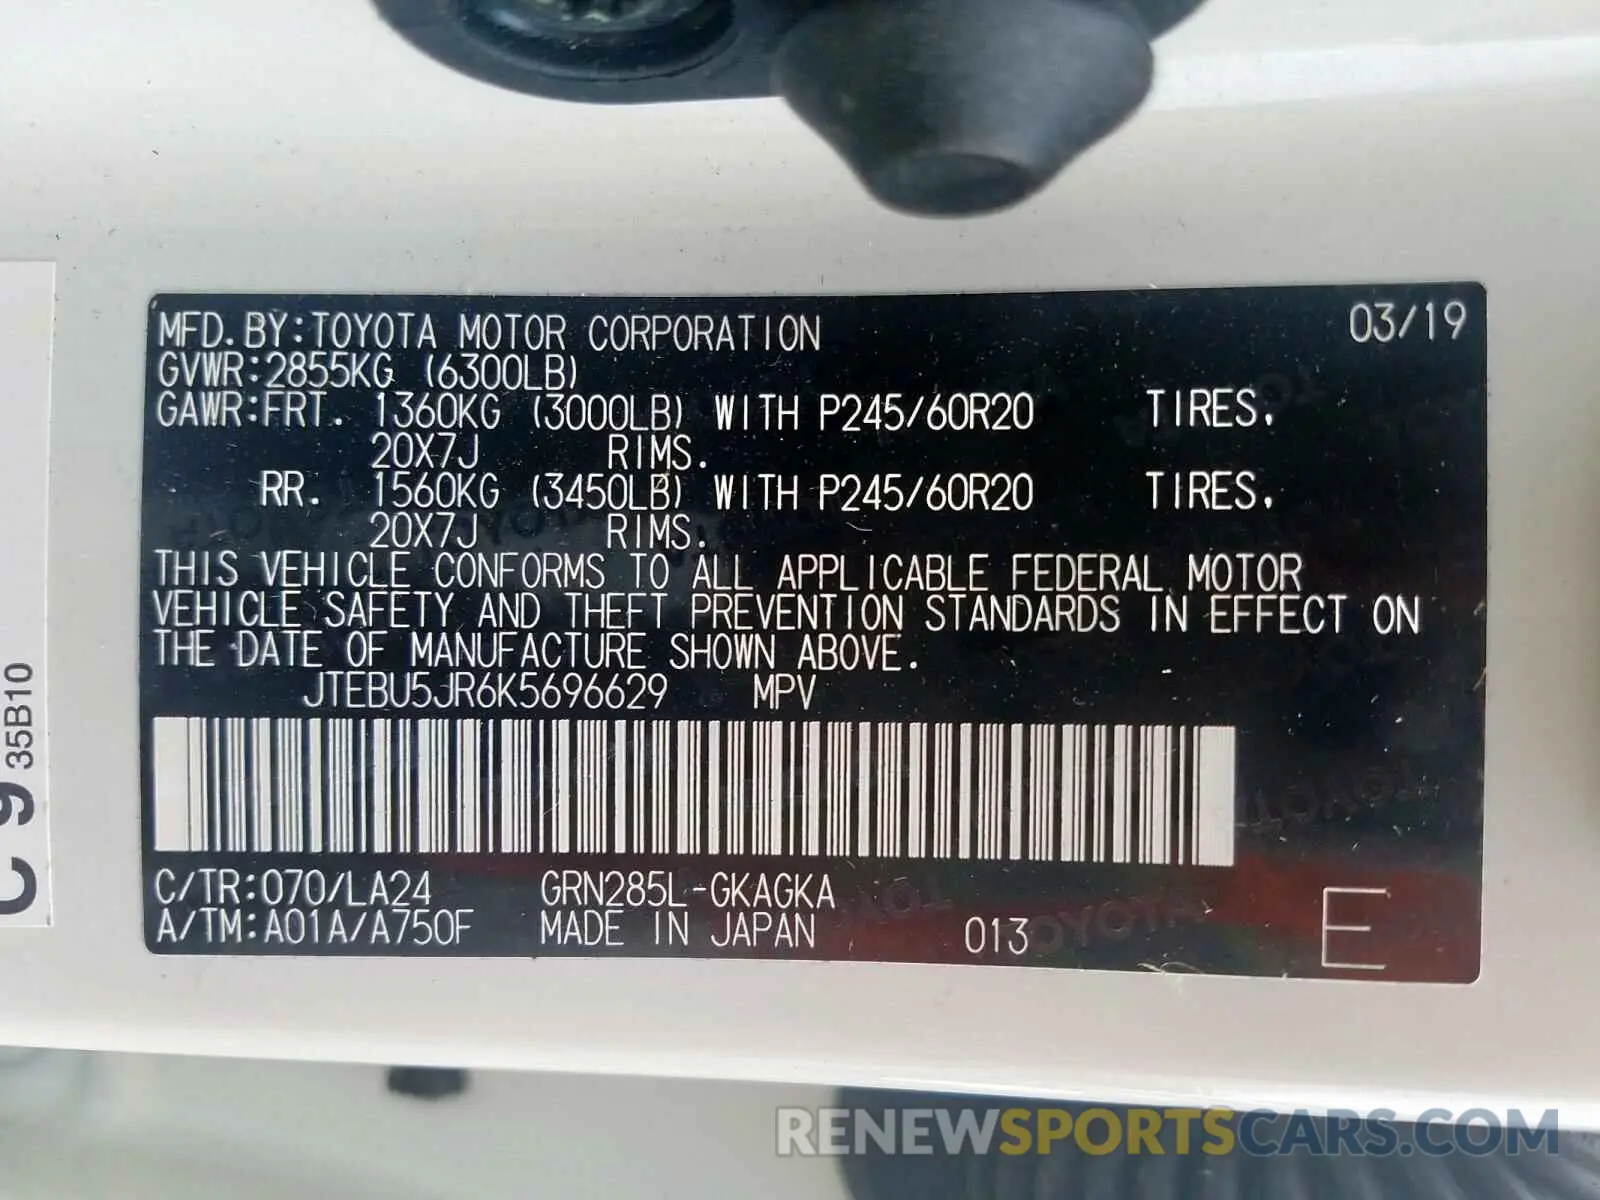 MFD. BY: TOYOTA MOTOR CORPORATION 03/19
GVWR: 2855KG (6300LB)
GAWR: FRT. 1360KG (3000LB) WITH P245/60R20 TIRES,
20X7J RIMS.
RR. 1560KG (3450LB) WITH P245/60R20 TIRES,
20X7J RIMS.
THIS VEHICLE CONFORMS TO ALL APPLICABLE FEDERAL MOTOR
VEHICLE SAFETY AND THEFT PREVENTION STANDARDS IN EFFECT ON
THE DATE OF MANUFACTURE SHOWN ABOVE.
JTEBU5JR6K5696629 MPV
C/TR: 070/LA24 GRN285L-GKAGKA
A/TM: A01A/A750F MADE IN JAPAN 013 E
C 9 35B10
RENEWSPORTSCARS.COM